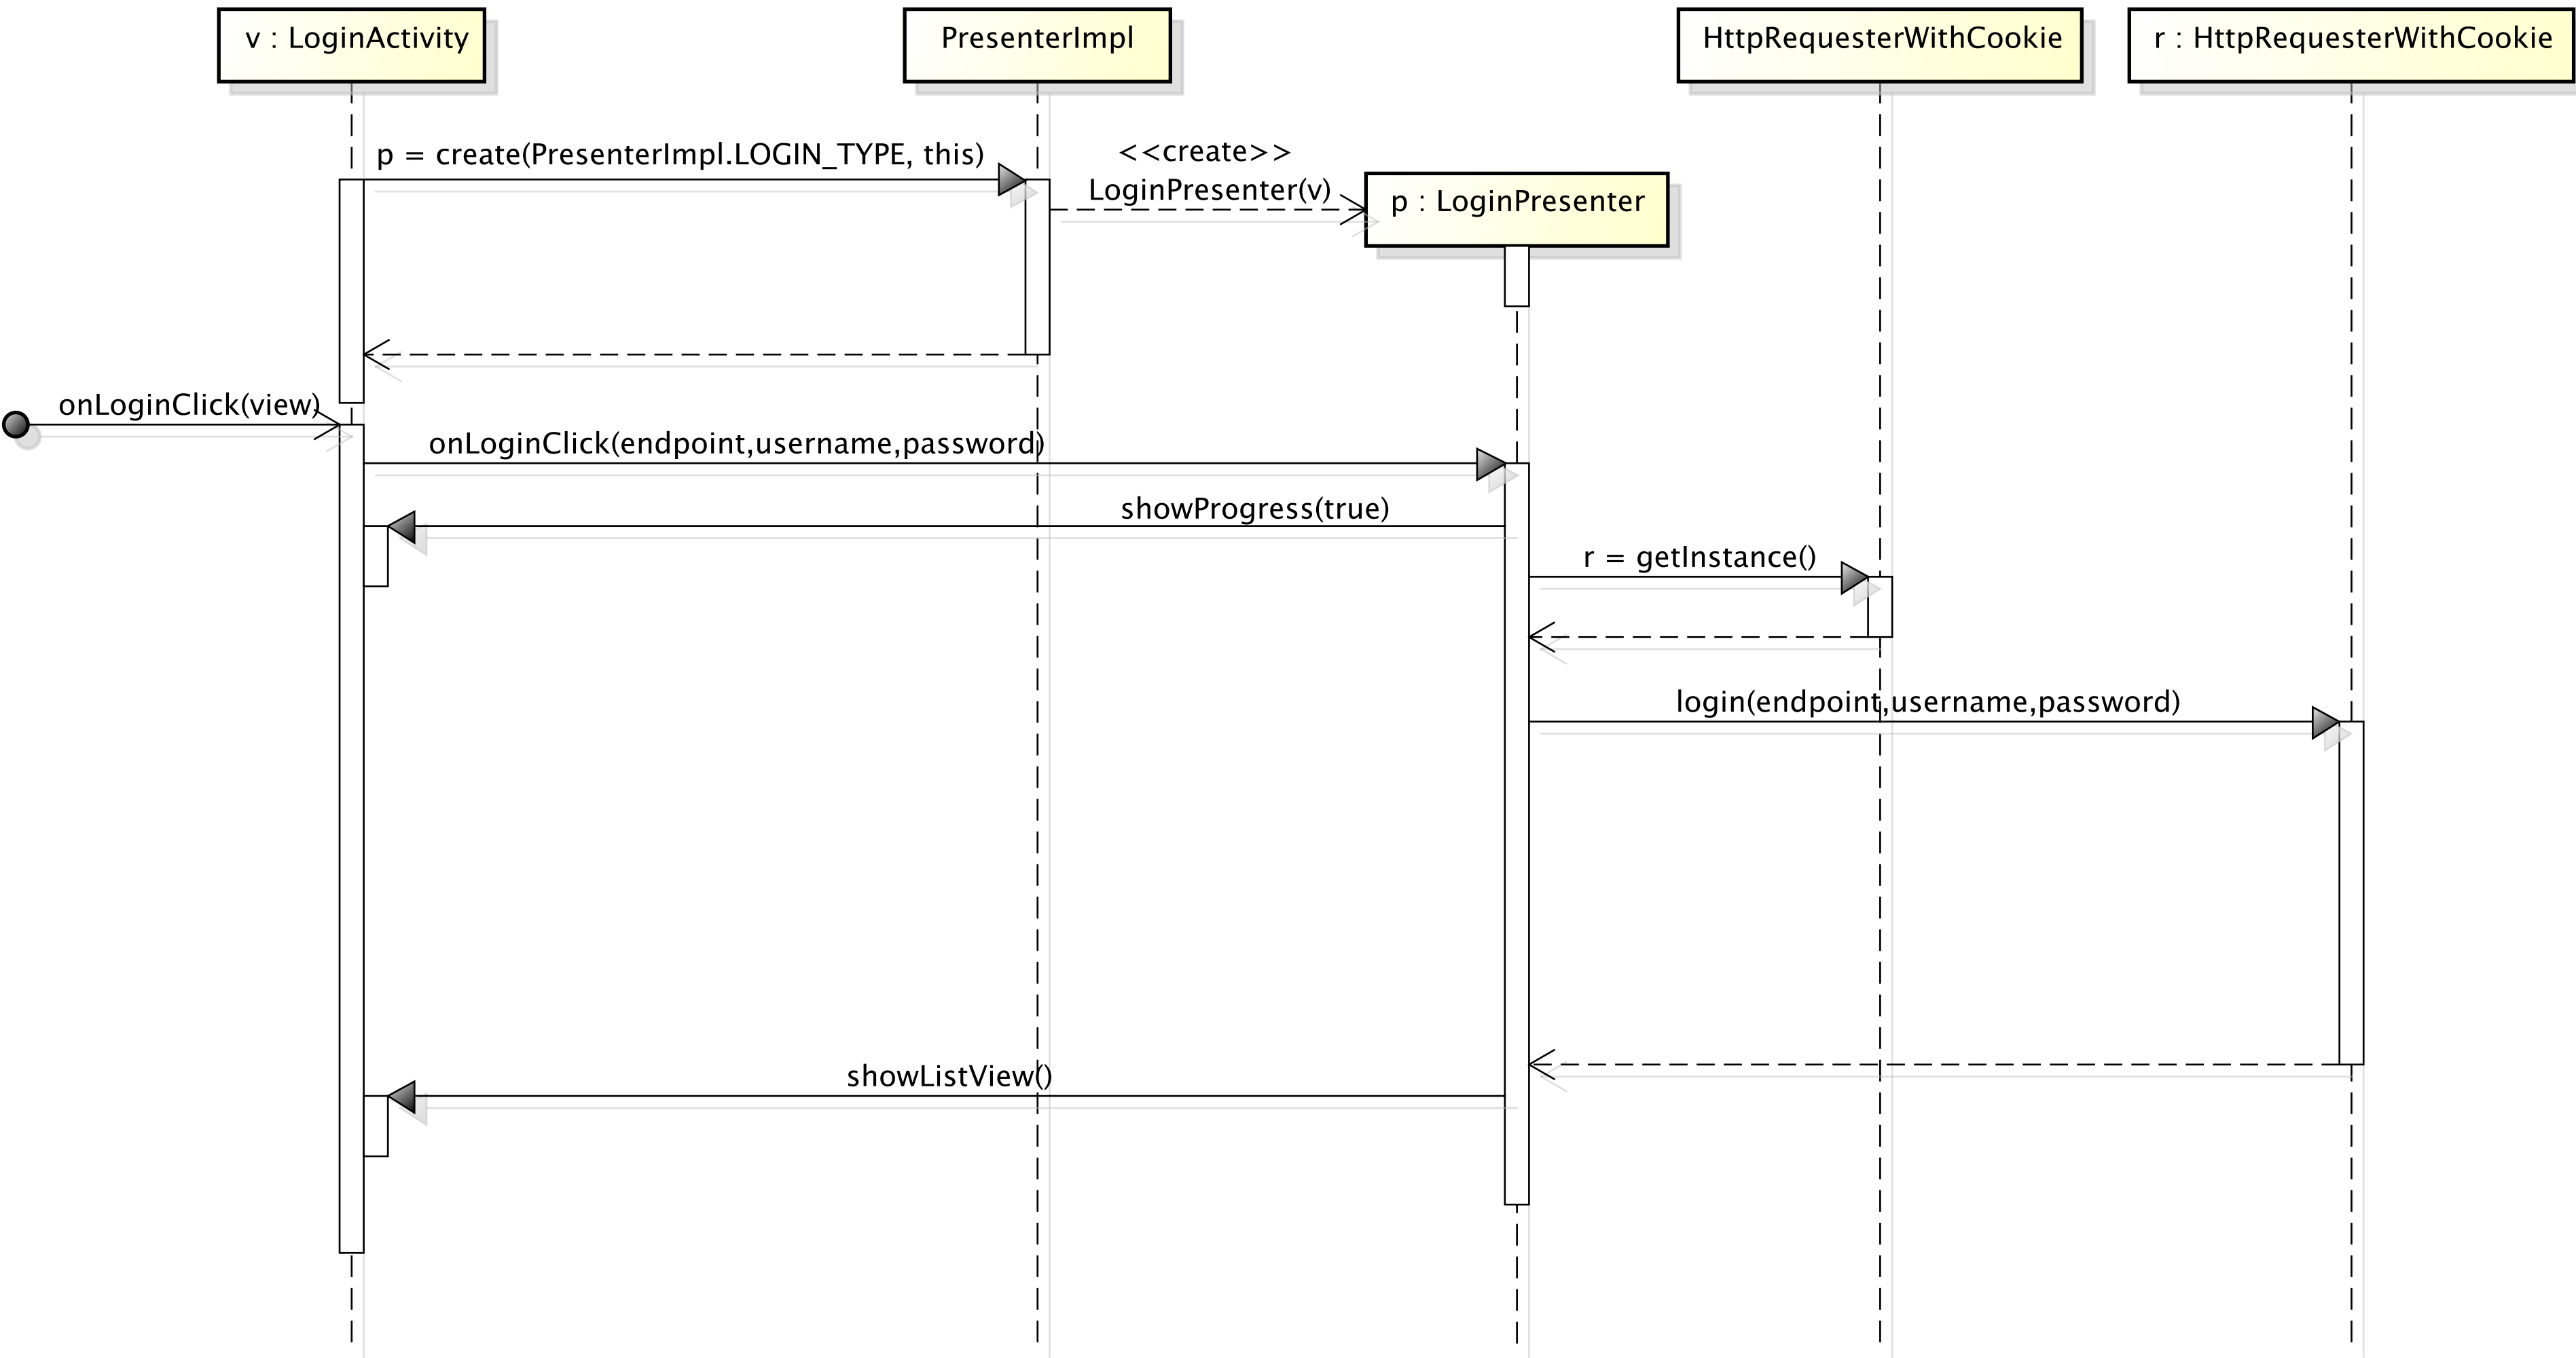 v : LoginActivity
PresenterImpl
HttpRequesterWithCookie
r : HttpRequesterWithCookie
p = create(PresenterImpl.LOGIN_TYPE, this)
<<create>>
LoginPresenter(v)
p : LoginPresenter
onLoginClick(view)
onLoginClick(endpoint,username,password)
showProgress(true)
r = getInstance()
login(endpoint,username,password)
showListView()